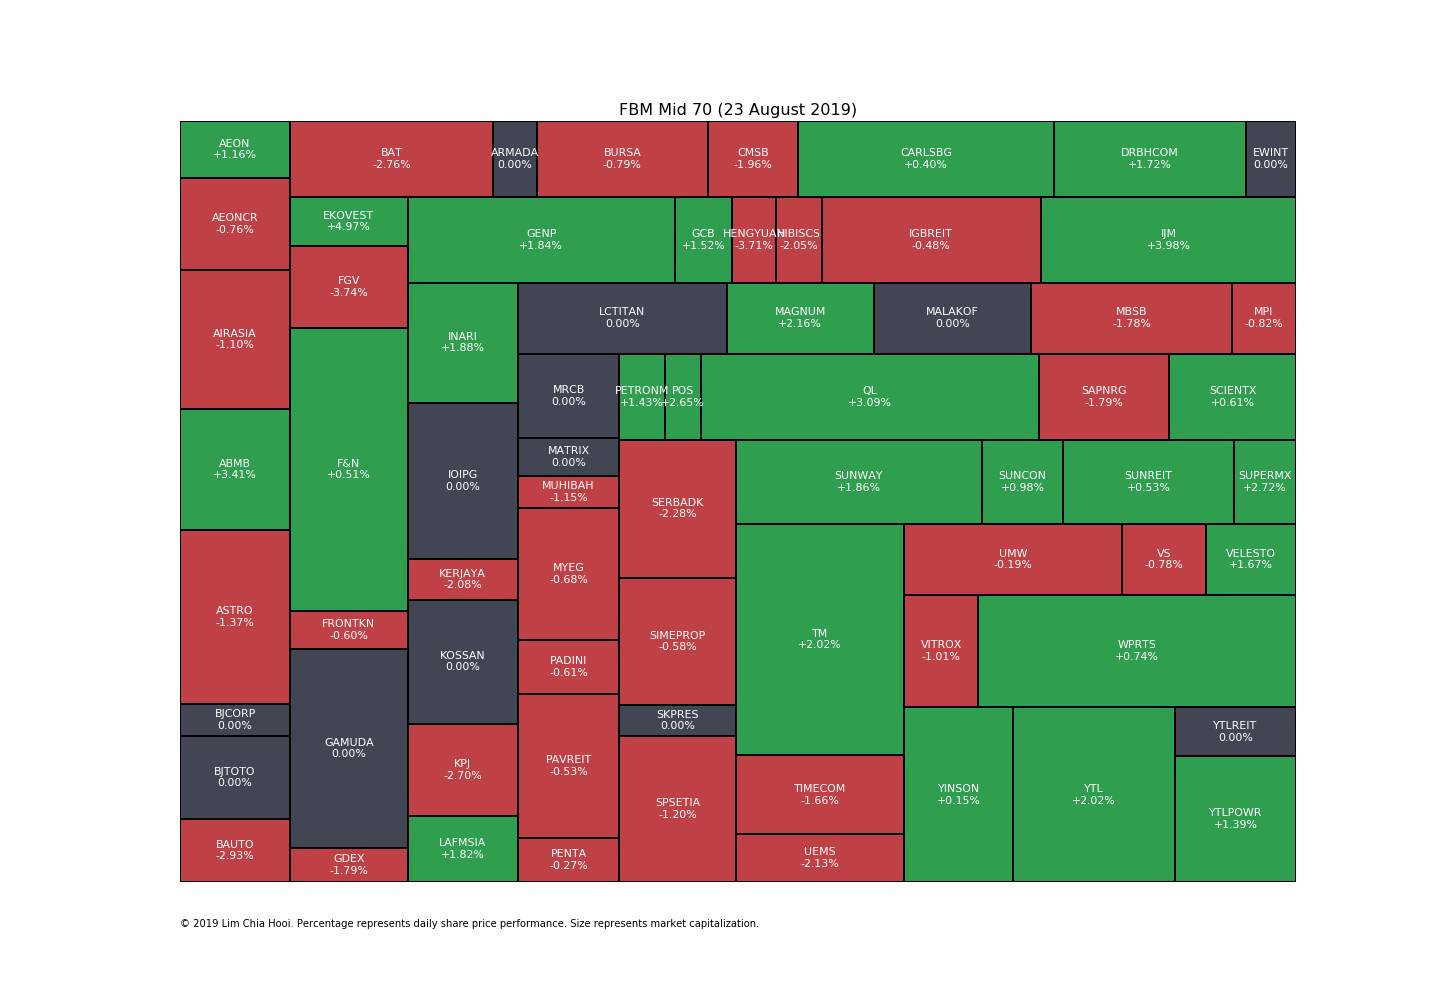 FBM Mid 70 (23 August 2019)
AEON
+1.16%
AEONCR
-0.76%
AIRASIA
-1.10%
ABMB
+3.41%
ASTRO
-1.37%
BJCORP
0.00%
BJTOTO
0.00%
BAUTO
-2.93%
BAT
-2.76%
ARMADA
0.00%
BURSA
-0.79%
CMSB
-1.96%
CARLSBG
+0.40%
DRBHCOM
+1.72%
EWINT
0.00%
EKOVEST
+4.97%
FGV
-3.74%
F&N
+0.51%
FRONTKN
-0.60%
GAMUDA
0.00%
GDEX
-1.79%
GENP
+1.84%
GCB
+1.52%
HENGYUAN
-3.71%
HIBISCS
-2.05%
IGBREIT
-0.48%
IJM
+3.98%
INARI
+1.88%
IOIPG
0.00%
KERJAYA
-2.08%
KOSSAN
0.00%
KPJ
-2.70%
LAFMSIA
+1.82%
LCTITAN
0.00%
MAGNUM
+2.16%
MALAKOF
0.00%
MBSB
-1.78%
MPI
-0.82%
MRCB
0.00%
MATRIX
0.00%
MUHIBAH
-1.15%
MYEG
-0.68%
PADINI
-0.61%
PAVREIT
-0.53%
PENTA
-0.27%
PETRONM
+1.43%
POS
+2.65%
QL
+3.09%
SAPNRG
-1.79%
SCIENTX
+0.61%
SERBADK
-2.28%
SIMEPROP
-0.58%
SKPRES
0.00%
SPSETIA
-1.20%
SUNWAY
+1.86%
SUNCON
+0.98%
SUNREIT
+0.53%
SUPERMX
+2.72%
TM
+2.02%
TIMECOM
-1.66%
UEMS
-2.13%
UMW
-0.19%
VS
-0.78%
VELESTO
+1.67%
VITROX
-1.01%
WPRTS
+0.74%
YINSON
+0.15%
YTL
+2.02%
YTLREIT
0.00%
YTLPOWR
+1.39%
© 2019 Lim Chia Hooi. Percentage represents daily share price performance. Size represents market capitalization.